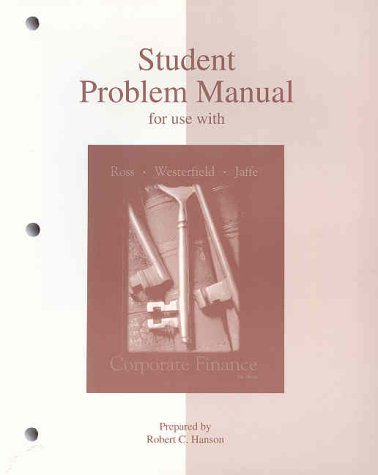 Student
Problem Manual
for use with
Ross · Westerfield · Jaffe
Corporate Finance
Prepared by
Robert C. Hanson